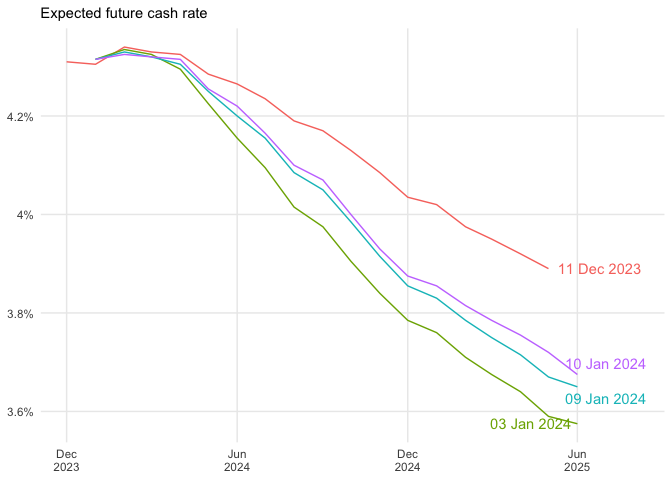 Expected future cash rate
4.2%
4%
3.8%
3.6%
11 Dec 2023
10 Jan 2024
09 Jan 2024
03 Jan 2024
Dec
2023
Jun
2024
Dec
2024
Jun
2025